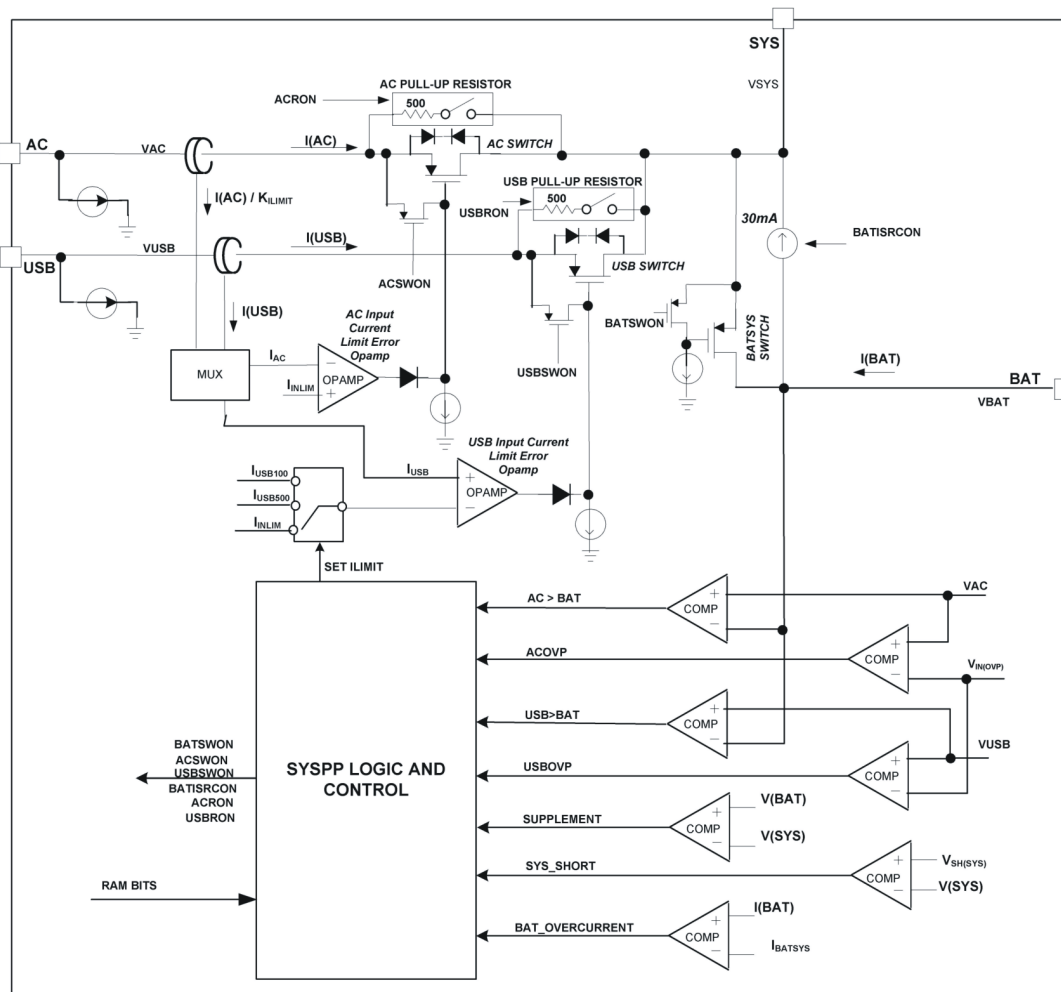 SYS
VSYS
AC PULL-UP RESISTOR
ACRON
500
AC
VAC
I(AC)
AC SWITCH
USB PULL-UP RESISTOR
I(AC) / KILIMIT
USBRON
500
30mA
BATISRCON
VUSB
I(USB)
USB
USB SWITCH
ACSWON
I(USB)
BATSWON
BATSYS
SWITCH
AC Input
Current
Limit Error
Opamp
USBSWON
I(BAT)
IAC
MUX
−
OPAMP
IINLIM
+
BAT
VBAT
USB Input Current
Limit Error
Opamp
IUSB100
IUSB
+
OPAMP
−
IUSB500
IINLIM
SET ILIMIT
AC > BAT
+
COMP
−
VAC
ACOVP
+
COMP
−
VIN(OVP)
USB>BAT
+
COMP
−
VUSB
BATSWON
ACSWON
USBSWON
BATISRCON
ACRON
USBRON
SYSPP LOGIC AND
CONTROL
USBOVP
+
COMP
−
SUPPLEMENT
+
COMP
−
V(BAT)
V(SYS)
SYS_SHORT
+
COMP
−
VSH(SYS)
V(SYS)
RAM BITS
BAT_OVERCURRENT
+
COMP
−
I(BAT)
IBATSYS